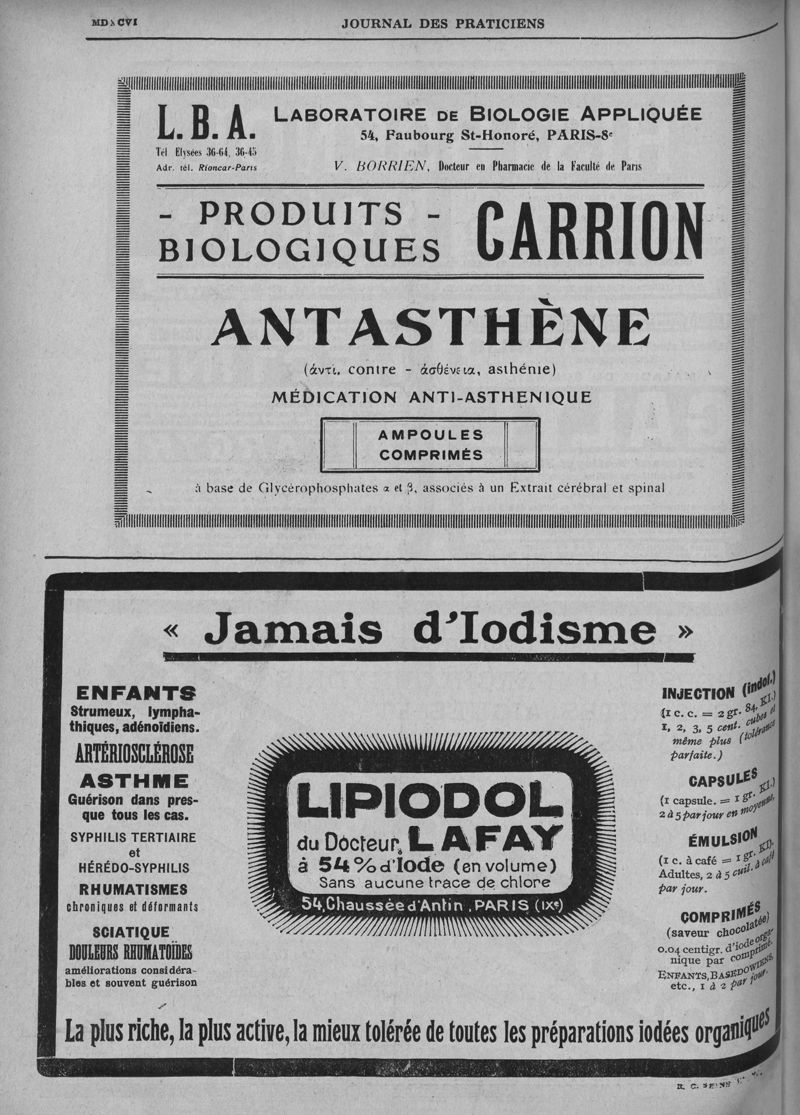 JOURNAL DES PRATICIENS
L. B. A.
Tél Elysées 36-64, 36-45
Adr. tél. Rioncar-Paris
LABORATOIRE DE BIOLOGIE APPLIQUÉE
54, Faubourg St-Honoré, PARIS-8e
V. BORRIEN, Docteur en Pharmacie de la Faculté de Paris
- PRODUITS -
BIOLOGIQUES
CARRION
ANTASTHÈNE
(ἀντι, contre - ἀσθένεια, asthénie)
MÉDICATION ANTI-ASTHENIQUE
AMPOULES
COMPRIMÉS
à base de Glycérophosphates α et β, associés à un Extrait cérébral et spinal
« Jamais d'Iodisme »
ENFANTS
Strumeux, lympha-
thiques, adénoïdiens.
ARTÉRIOSCLÉROSE
ASTHME
Guérison dans pres-
que tous les cas.
SYPHILIS TERTIAIRE
et
HÉRÉDO-SYPHILIS
RHUMATISMES
chroniques et déformants
SCIATIQUE
DOULEURS RHUMATOÏDES
améliorations considéra-
bles et souvent guérison
LIPIODOL
du Docteur LAFAY
à 54% d'Iode (en volume)
Sans aucune trace de chlore
54, Chaussée d'Antin, PARIS (IXe)
INJECTION (indol.)
(1 c. c. = 2 gr. 84, KI.)
1, 2, 3, 5 cent. cubes et
même plus (tolérance
parfaite.)
CAPSULES
(1 capsule. = 1 gr. KI.)
2 à 5 par jour en moyenne.
ÉMULSION
(1 c. à café = 1 gr. KI).
Adultes, 2 à 5 cuil. à café
par jour.
COMPRIMÉS
(saveur chocolatée)
0.04 centigr. d'iode orga-
nique par comprimé.
ENFANTS, BASEDOWIENS,
etc., 1 à 2 par jour.
La plus riche, la plus active, la mieux tolérée de toutes les préparations iodées organiques
R. C. SEINE